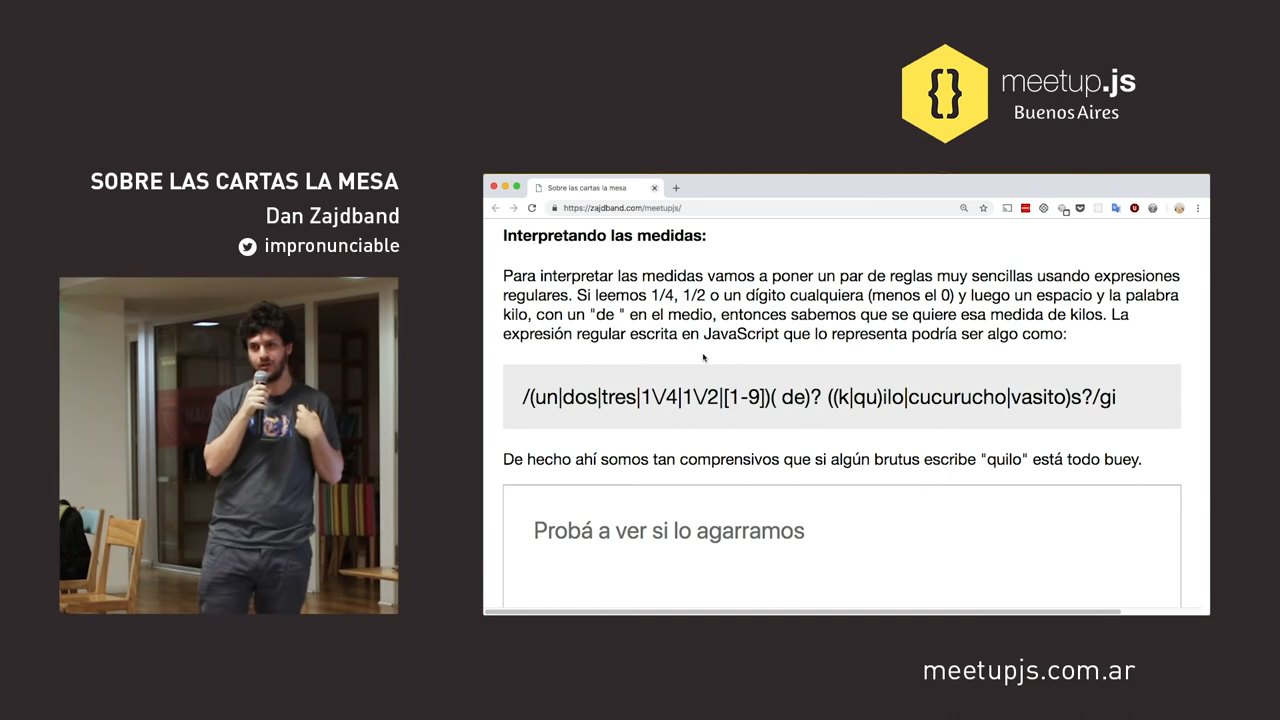 {}
meetup.js
Buenos Aires
SOBRE LAS CARTAS LA MESA
Dan Zajdband
impronunciable
Sobre las cartas la mesa
https://zajdband.com/meetupjs/
Interpretando las medidas:
Para interpretar las medidas vamos a poner un par de reglas muy sencillas usando expresiones
regulares. Si leemos 1/4, 1/2 o un dígito cualquiera (menos el 0) y luego un espacio y la palabra
kilo, con un "de " en el medio, entonces sabemos que se quiere esa medida de kilos. La
expresión regular escrita en JavaScript que lo representa podría ser algo como:
/(un|dos|tres|1\/4|1\/2|[1-9])( de)? ((k|qu)ilo|cucurucho|vasito)s?/gi
De hecho ahí somos tan comprensivos que si algún brutus escribe "quilo" está todo buey.
Probá a ver si lo agarramos
meetupjs.com.ar